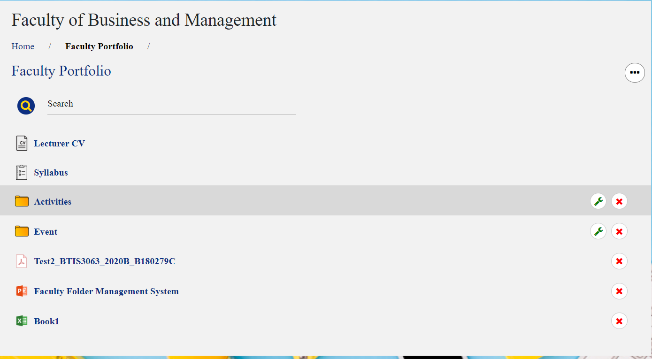 Faculty of Business and Management
Home / Faculty Portfolio /
Faculty Portfolio
Search
Lecturer CV
Syllabus
Activities
Event
Test2_BTIS3063_2020B_B180279C
Faculty Folder Management System
Book1